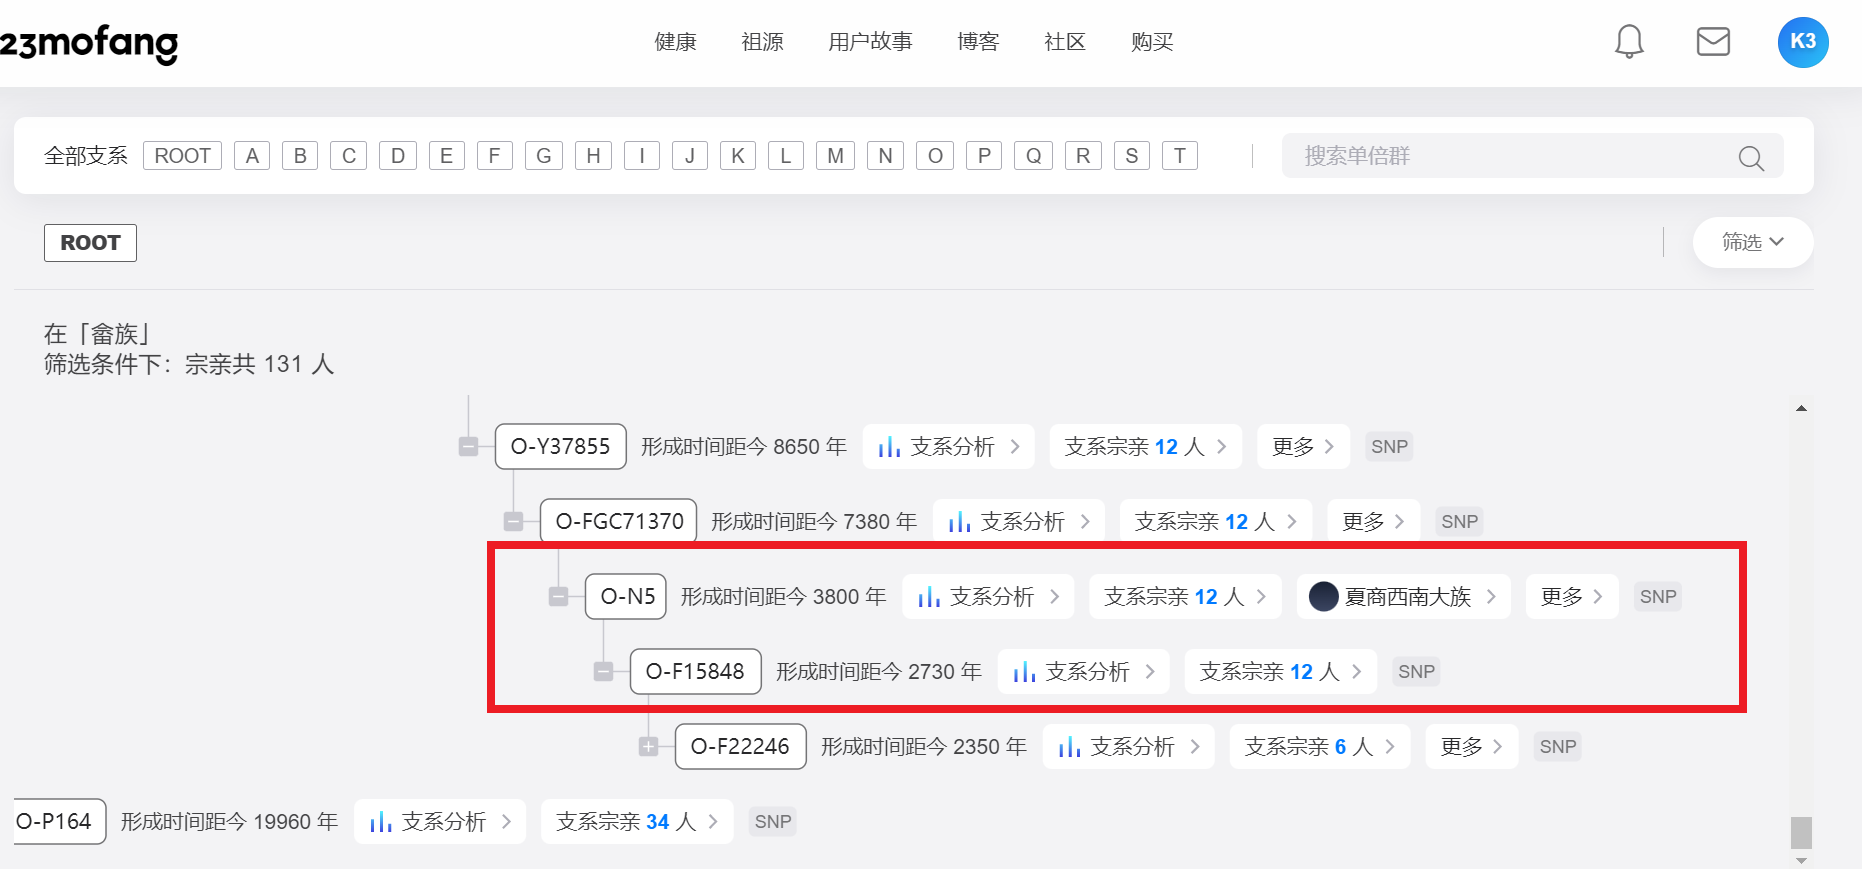 23mofang 健康 祖源 用户故事 博客 社区 购买 K3
全部支系 ROOT A B C D E F G H I J K L M N O P Q R S T 搜索单倍群
ROOT 筛选
在「畲族」
筛选条件下：宗亲共 131 人
O-Y37855 形成时间距今 8650 年 支系分析 支系宗亲 12 人 更多 SNP
O-FGC71370 形成时间距今 7380 年 支系分析 支系宗亲 12 人 更多 SNP
O-N5 形成时间距今 3800 年 支系分析 支系宗亲 12 人 夏商西南大族 更多 SNP
O-F15848 形成时间距今 2730 年 支系分析 支系宗亲 12 人 SNP
O-F22246 形成时间距今 2350 年 支系分析 支系宗亲 6 人 更多 SNP
O-P164 形成时间距今 19960 年 支系分析 支系宗亲 34 人 SNP